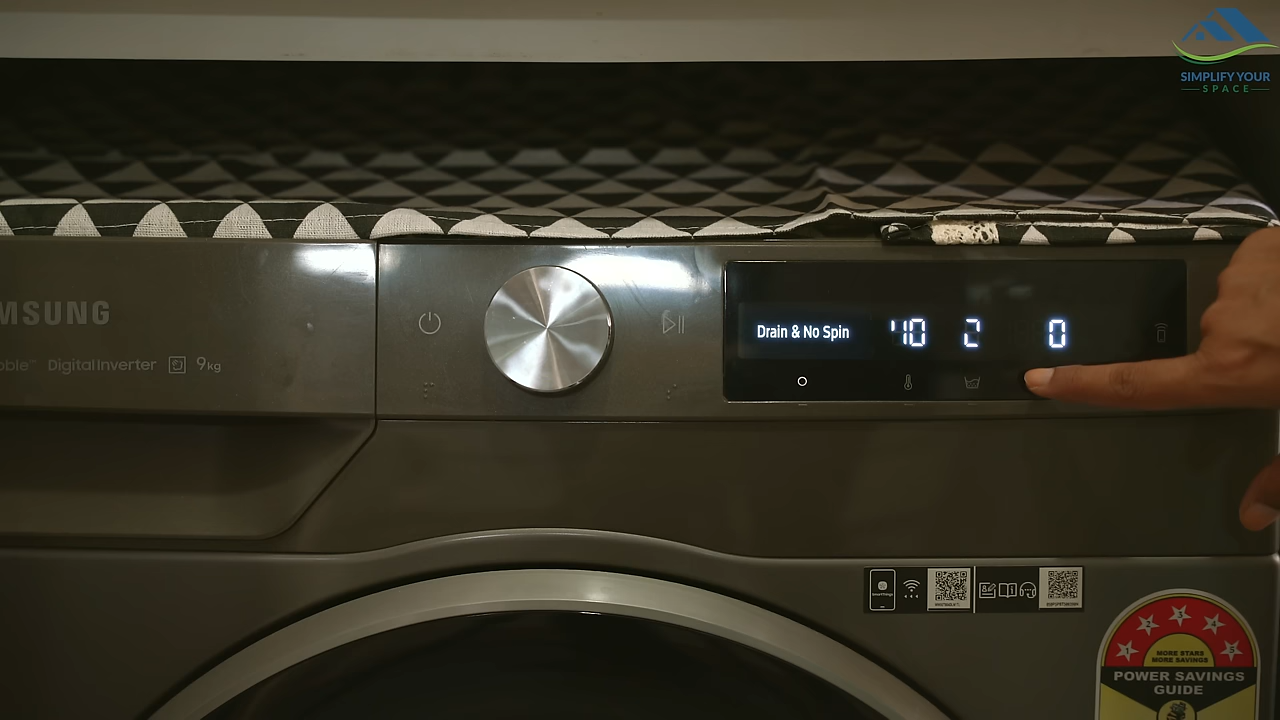 SIMPLIFY YOUR
SPACE
MSUNG
Digital Inverter 9kg
Drain & No Spin 40 2 0
MORE STARS
MORE SAVINGS
POWER SAVINGS
GUIDE